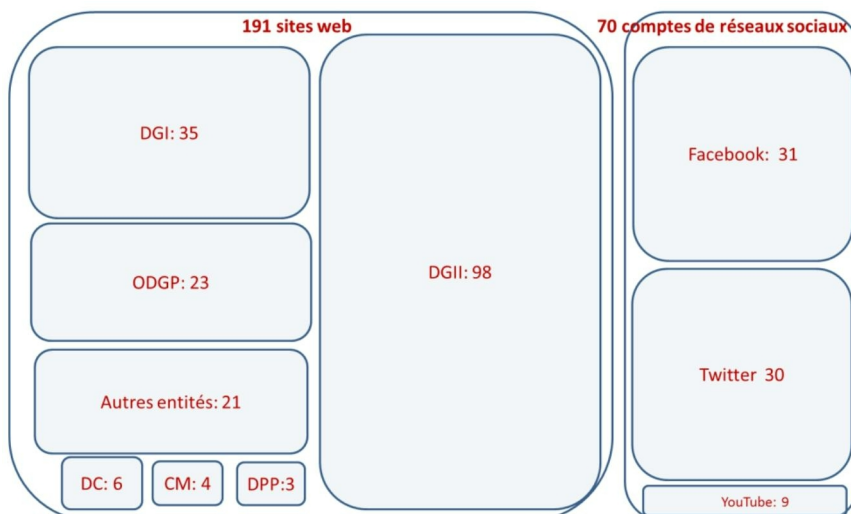 191 sites web
DGI: 35
ODGP: 23
Autres entités: 21
DC: 6
CM: 4
DPP:3
DGII: 98
70 comptes de réseaux sociaux
Facebook: 31
Twitter 30
YouTube: 9